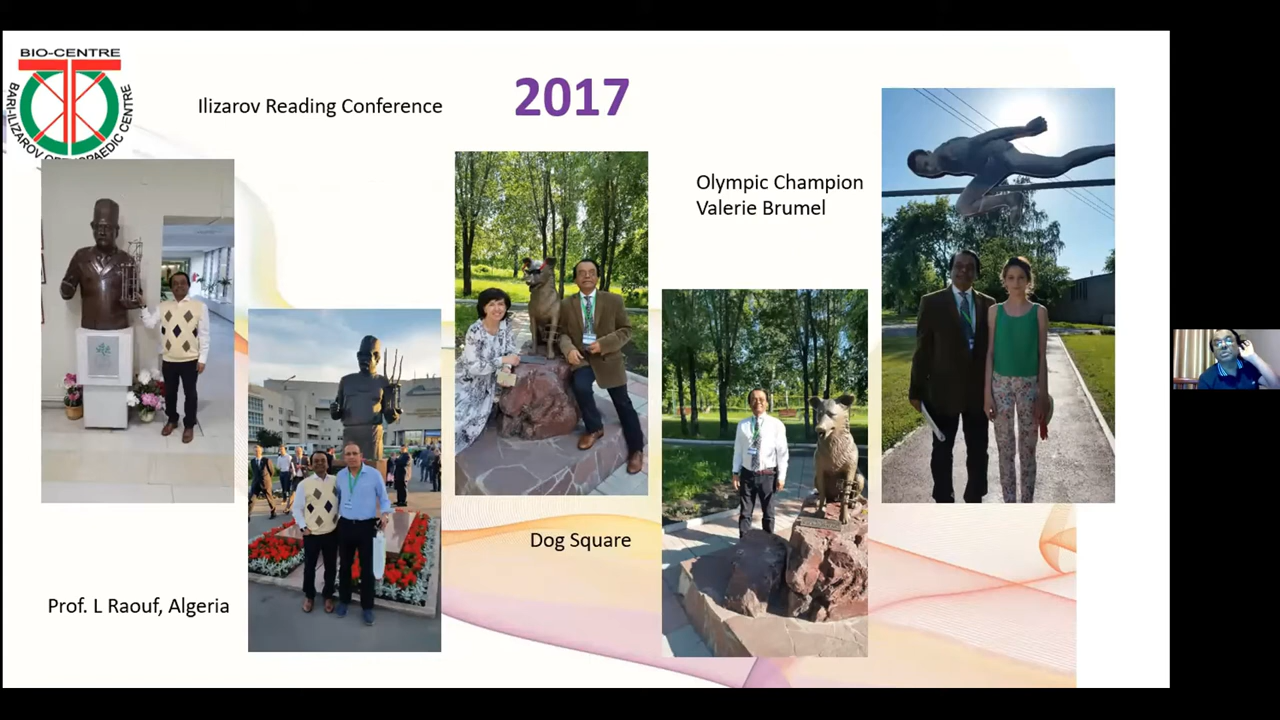 BIO-CENTRE
BARI-ILIZAROV ORTHOPAEDIC CENTRE
Ilizarov Reading Conference
2017
Olympic Champion
Valerie Brumel
Dog Square
Prof. L Raouf, Algeria